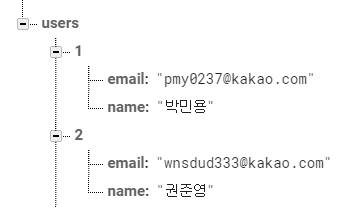 users
1
email: "pmy0237@kakao.com"
name: "박민용"
2
email: "wnsdud333@kakao.com"
name: "권준영"